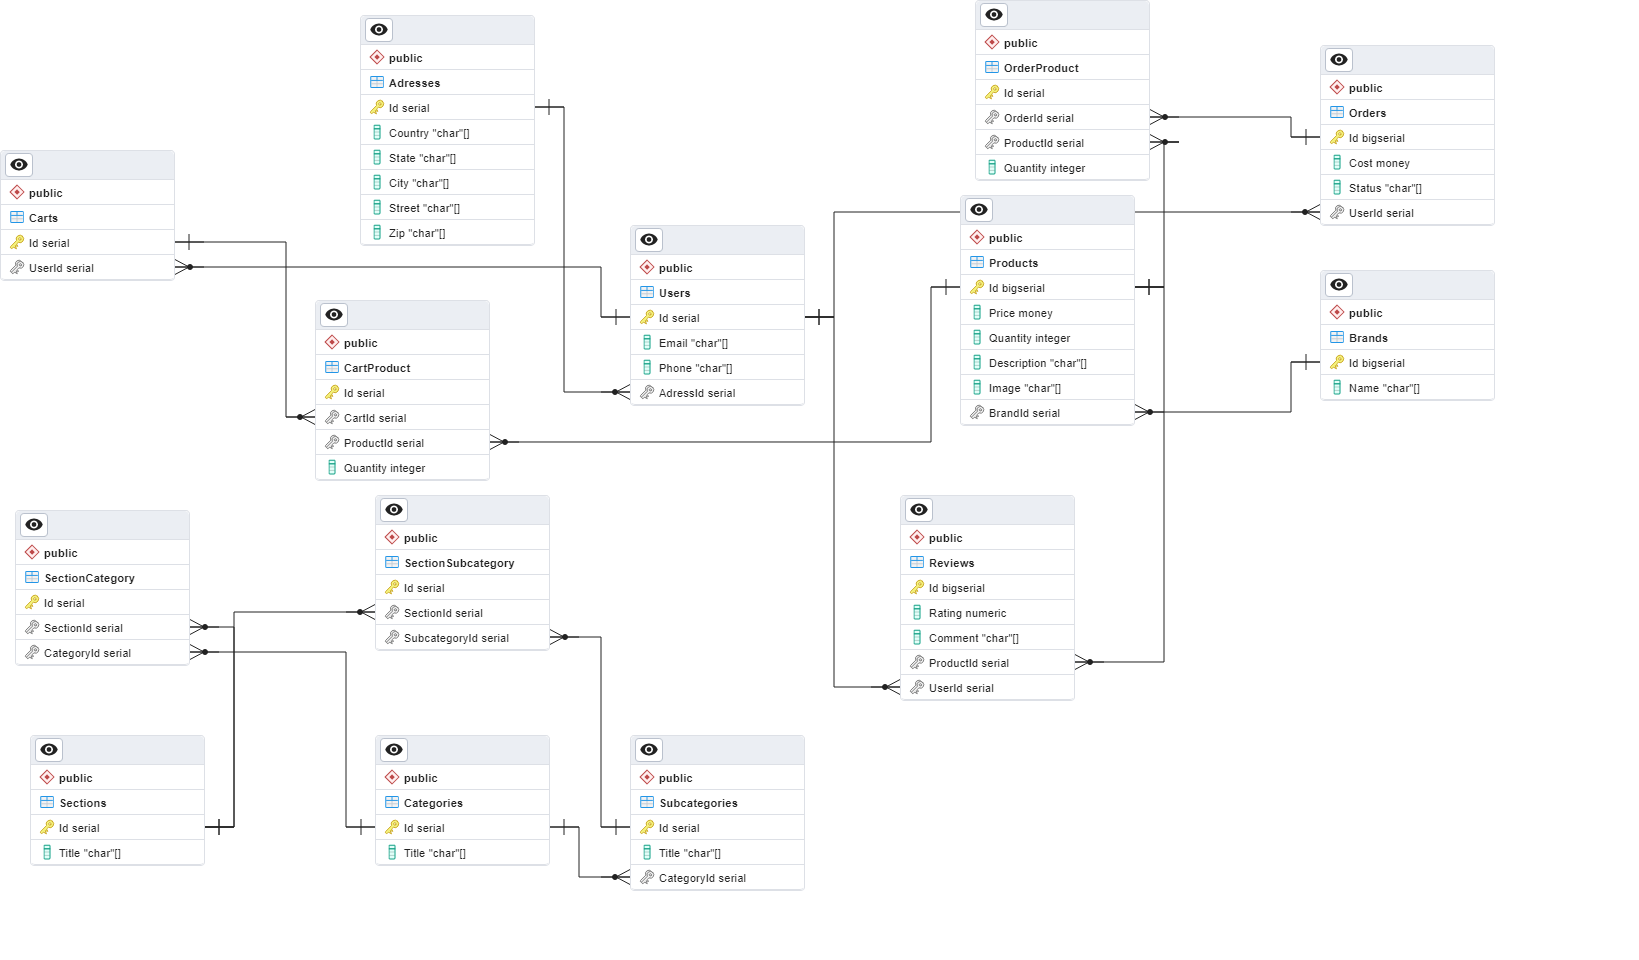 public
Adresses
Id serial
Country "char"[]
State "char"[]
City "char"[]
Street "char"[]
Zip "char"[]
public
OrderProduct
Id serial
OrderId serial
ProductId serial
Quantity integer
public
Orders
Id bigserial
Cost money
Status "char"[]
UserId serial
public
Carts
Id serial
UserId serial
public
Users
Id serial
Email "char"[]
Phone "char"[]
AdressId serial
public
Products
Id bigserial
Price money
Quantity integer
Description "char"[]
Image "char"[]
BrandId serial
public
Brands
Id bigserial
Name "char"[]
public
CartProduct
Id serial
CartId serial
ProductId serial
Quantity integer
public
SectionCategory
Id serial
SectionId serial
CategoryId serial
public
SectionSubcategory
Id serial
SectionId serial
SubcategoryId serial
public
Reviews
Id bigserial
Rating numeric
Comment "char"[]
ProductId serial
UserId serial
public
Sections
Id serial
Title "char"[]
public
Categories
Id serial
Title "char"[]
public
Subcategories
Id serial
Title "char"[]
CategoryId serial